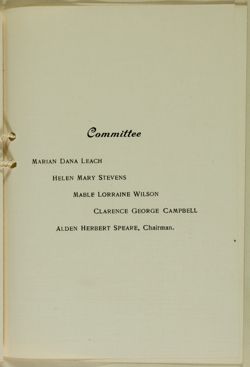 Committee
Marian Dana Leach
Helen Mary Stevens
Mable Lorraine Wilson
Clarence George Campbell
Alden Herbert Speare, Chairman.